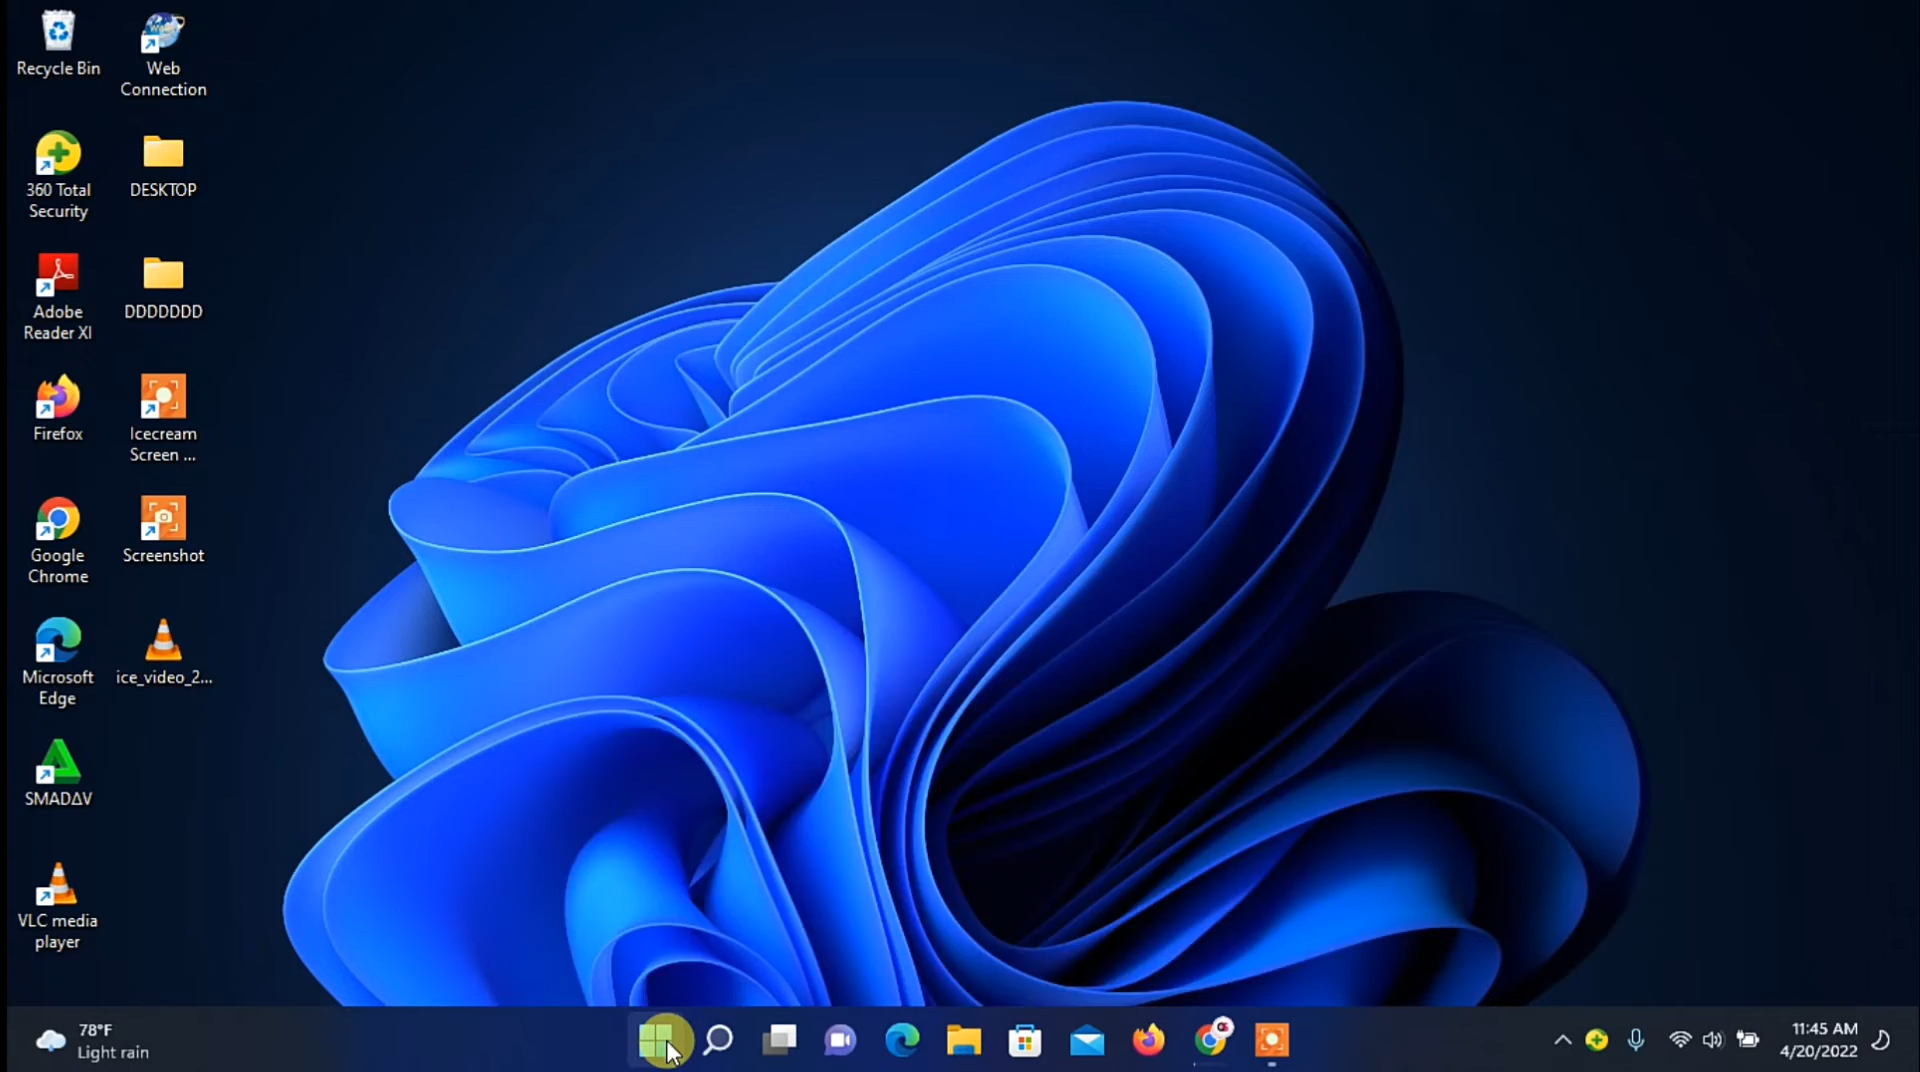 Recycle Bin
Web
Connection
360 Total
Security
DESKTOP
Adobe
Reader XI
DDDDDDD
Firefox
Icecream
Screen ...
Google
Chrome
Screenshot
Microsoft
Edge
ice_video_2...
SMADΔV
VLC media
player
78°F
Light rain
11:45 AM
4/20/2022